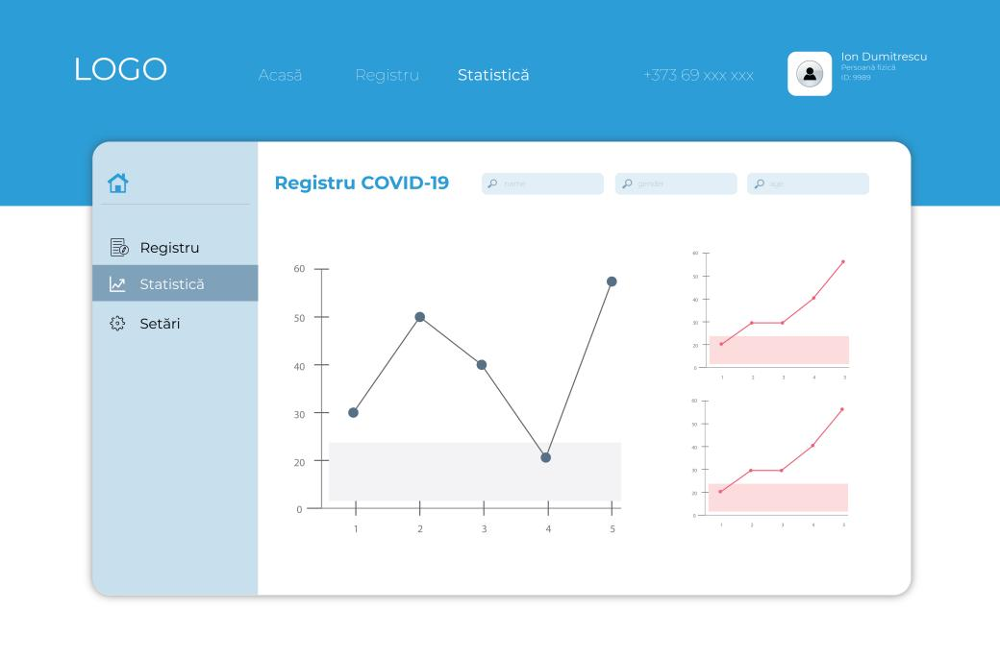 LOGO
Acasă
Registru
Statistică
+373 69 xxx xxx
Ion Dumitrescu
Persoană fizică
ID: 9989
Registru
Statistică
Setări
Registru COVID-19
name
gender
age
60
50
40
30
20
0
1 2 3 4 5
60
50
40
30
20
0
1 2 3 4 5
60
50
40
30
20
0
1 2 3 4 5